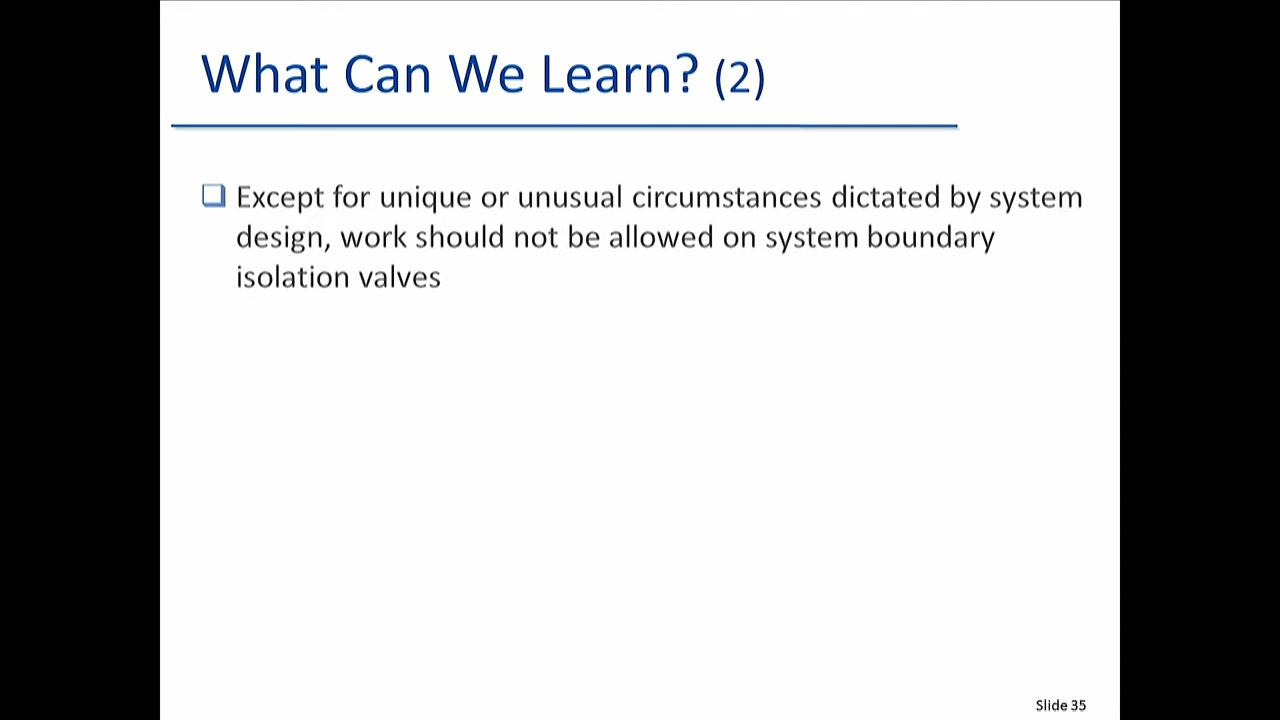 What Can We Learn? (2)
Except for unique or unusual circumstances dictated by system
design, work should not be allowed on system boundary
isolation valves
Slide 35